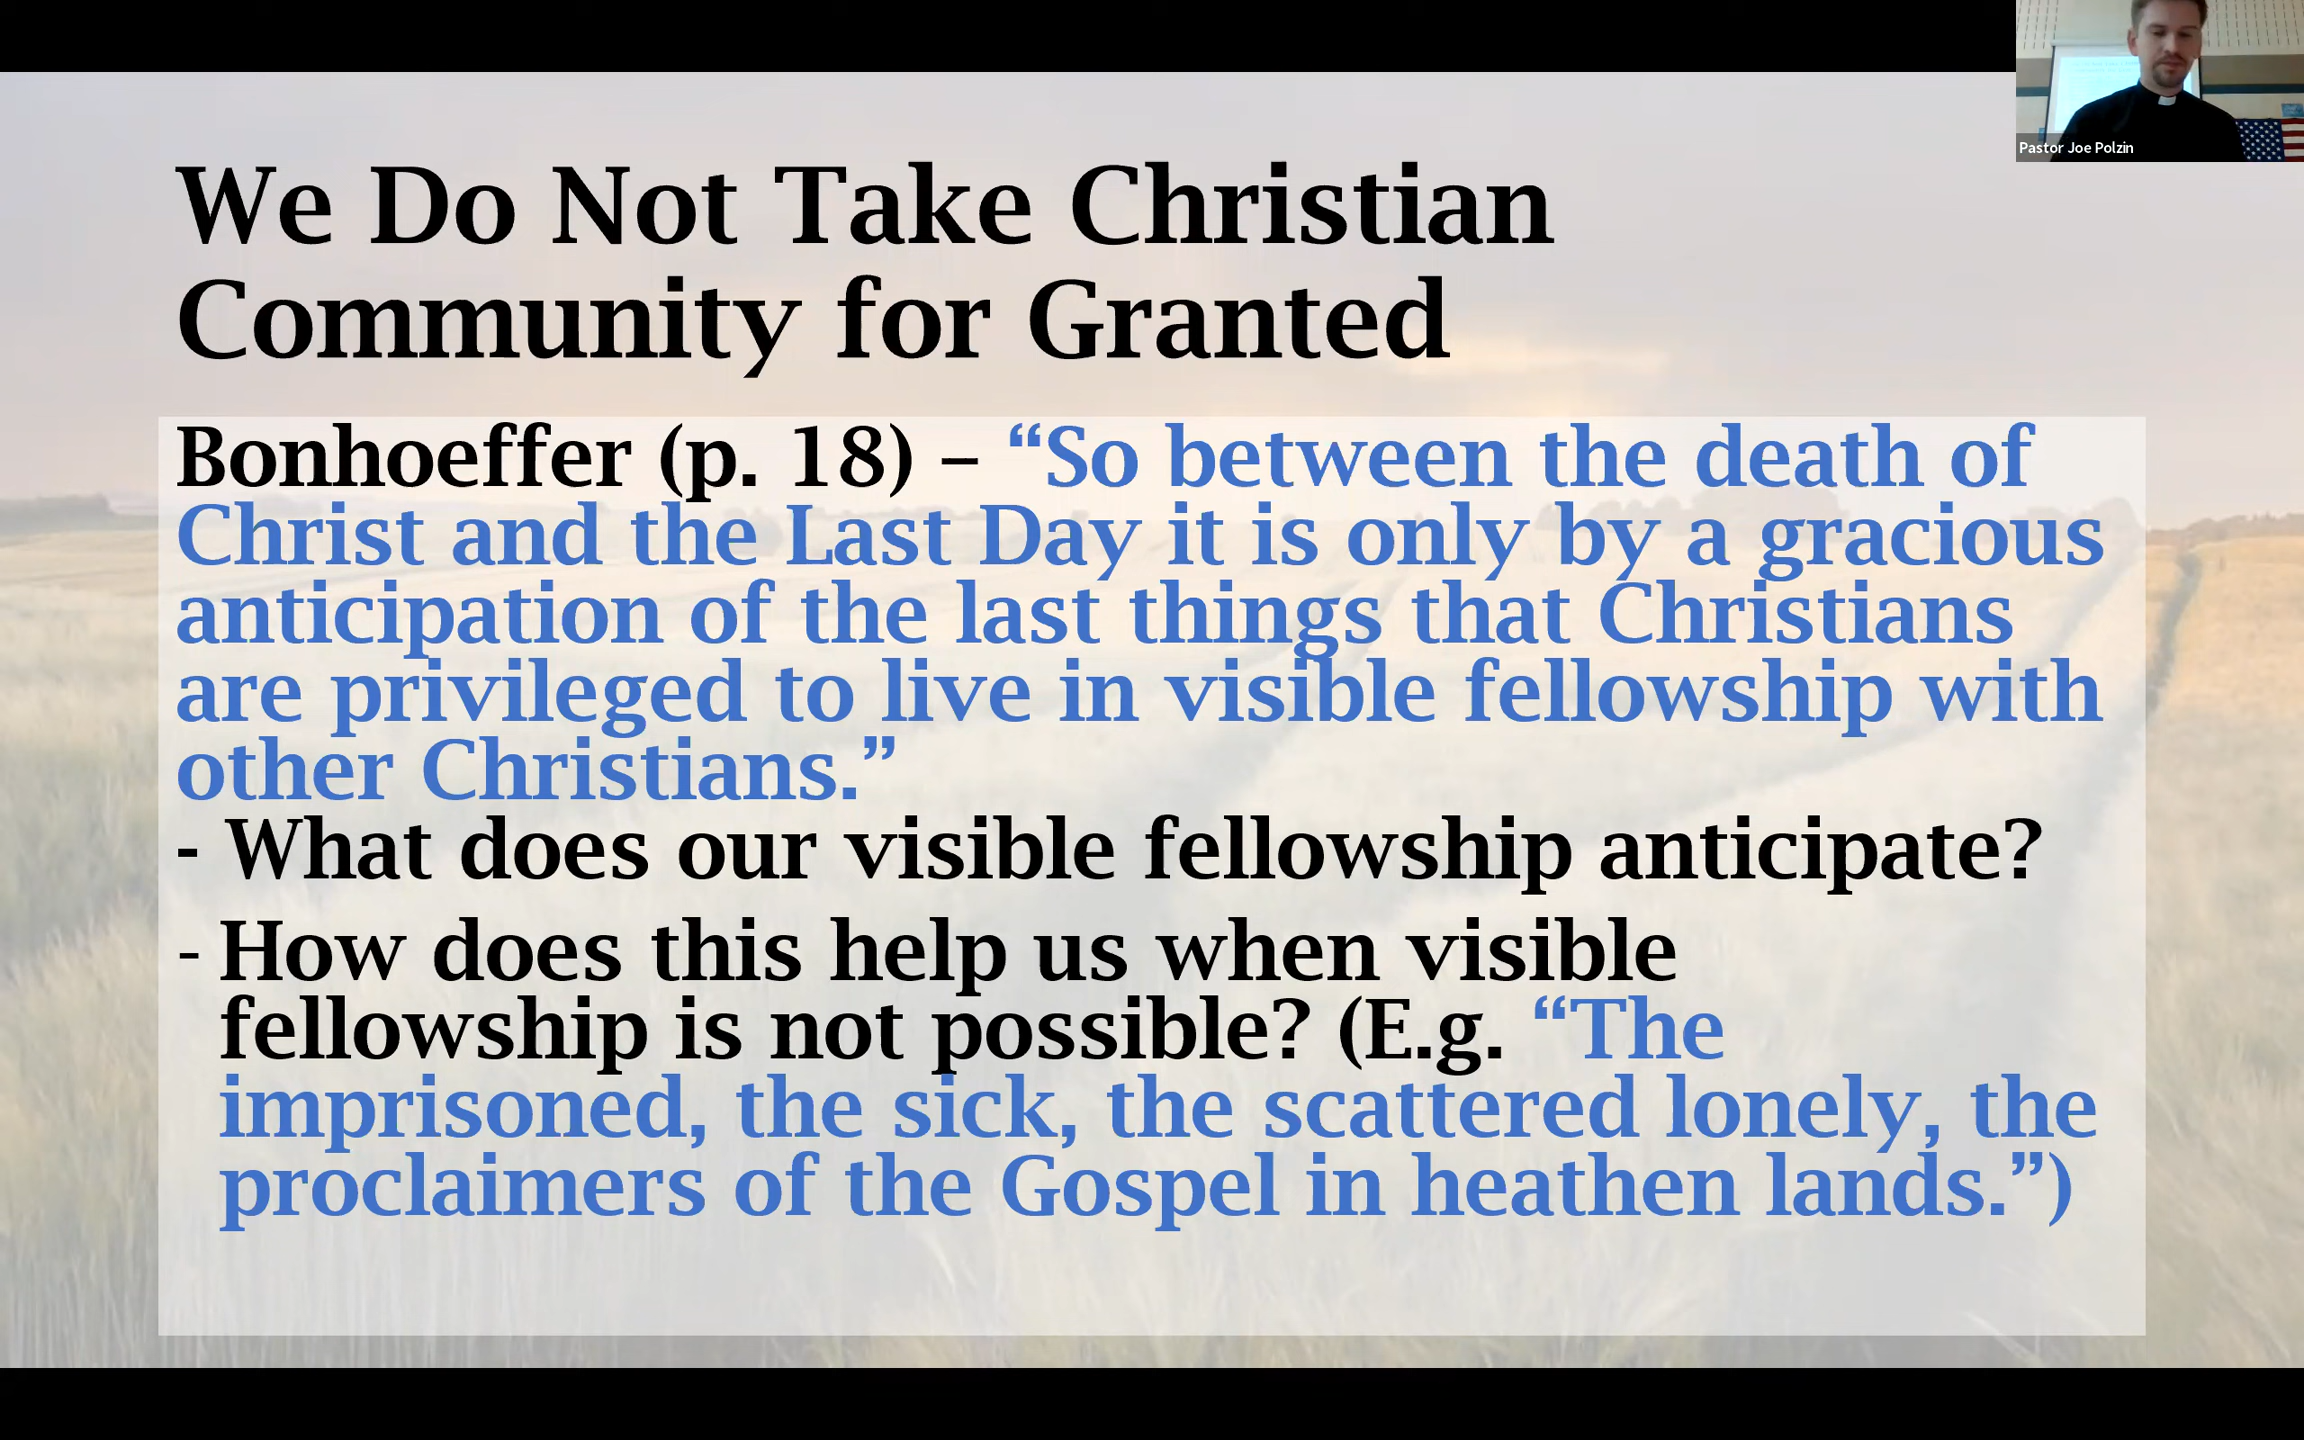 Pastor Joe Polzin
We Do Not Take Christian
Community for Granted
Bonhoeffer (p. 18) – “So between the death of
Christ and the Last Day it is only by a gracious
anticipation of the last things that Christians
are privileged to live in visible fellowship with
other Christians.”
- What does our visible fellowship anticipate?
- How does this help us when visible
fellowship is not possible? (E.g. “The
imprisoned, the sick, the scattered lonely, the
proclaimers of the Gospel in heathen lands.”)